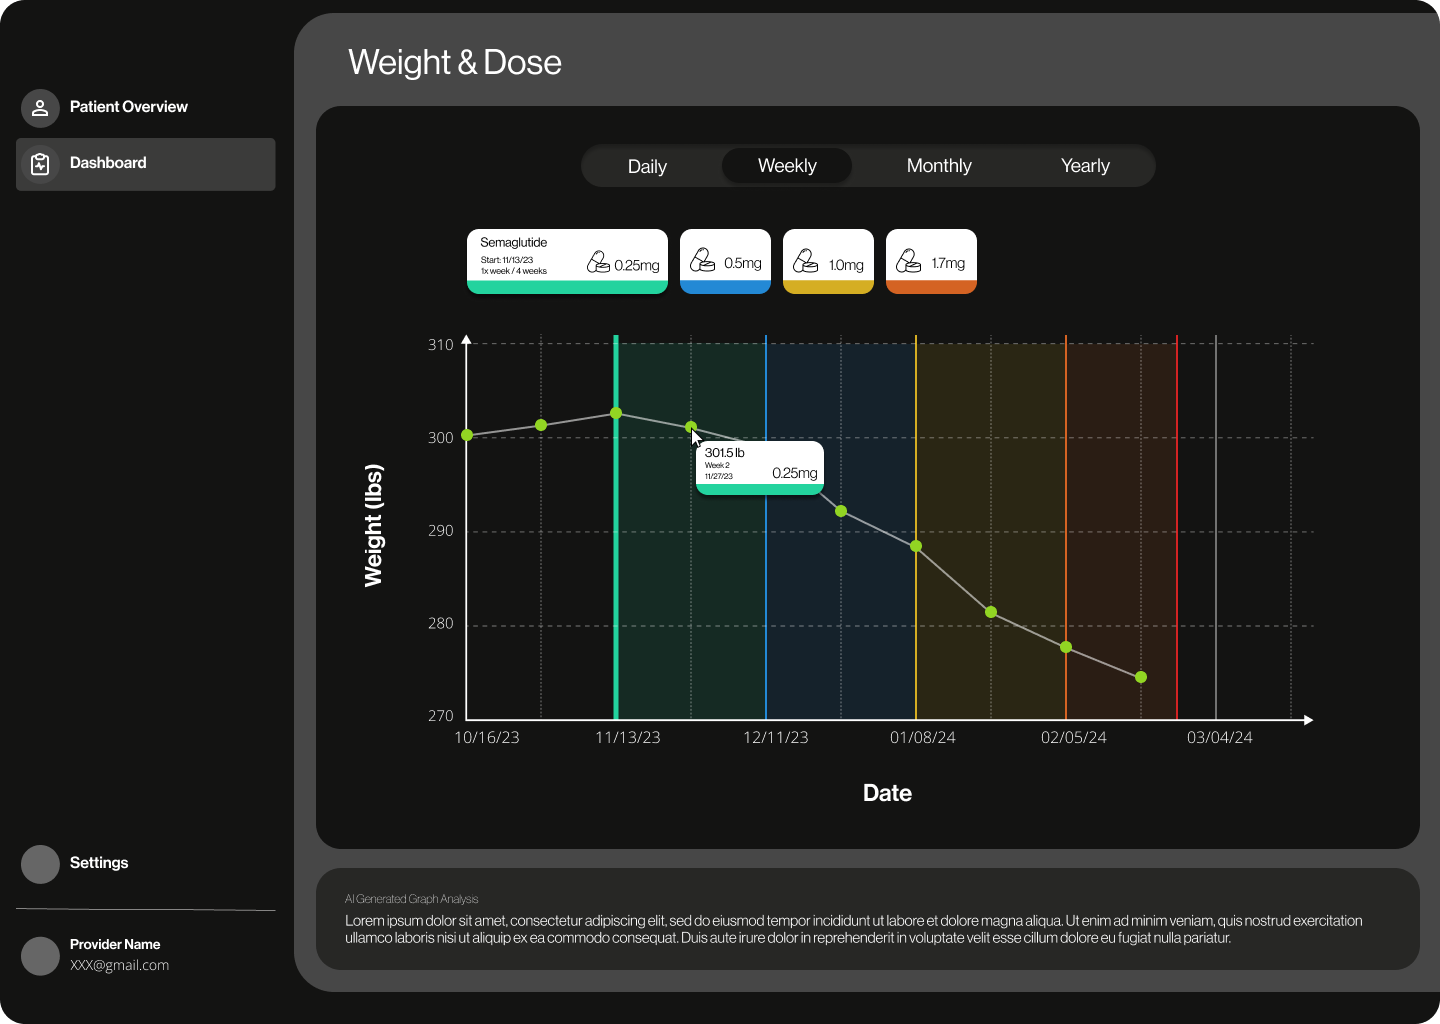 Weight & Dose
Patient Overview
Dashboard
Daily
Weekly
Monthly
Yearly
Semaglutide
Start: 11/13/23
1x week / 4 weeks
0.25mg
0.5mg
1.0mg
1.7mg
310
300
290
280
270
Weight (lbs)
301.5 lb
Week 2
11/27/23
0.25mg
10/16/23
11/13/23
12/11/23
01/08/24
02/05/24
03/04/24
Date
Settings
Provider Name
XXX@gmail.com
AI Generated Graph Analysis
Lorem ipsum dolor sit amet, consectetur adipiscing elit, sed do eiusmod tempor incididunt ut labore et dolore magna aliqua. Ut enim ad minim veniam, quis nostrud exercitation
ullamco laboris nisi ut aliquip ex ea commodo consequat. Duis aute irure dolor in reprehenderit in voluptate velit esse cillum dolore eu fugiat nulla pariatur.